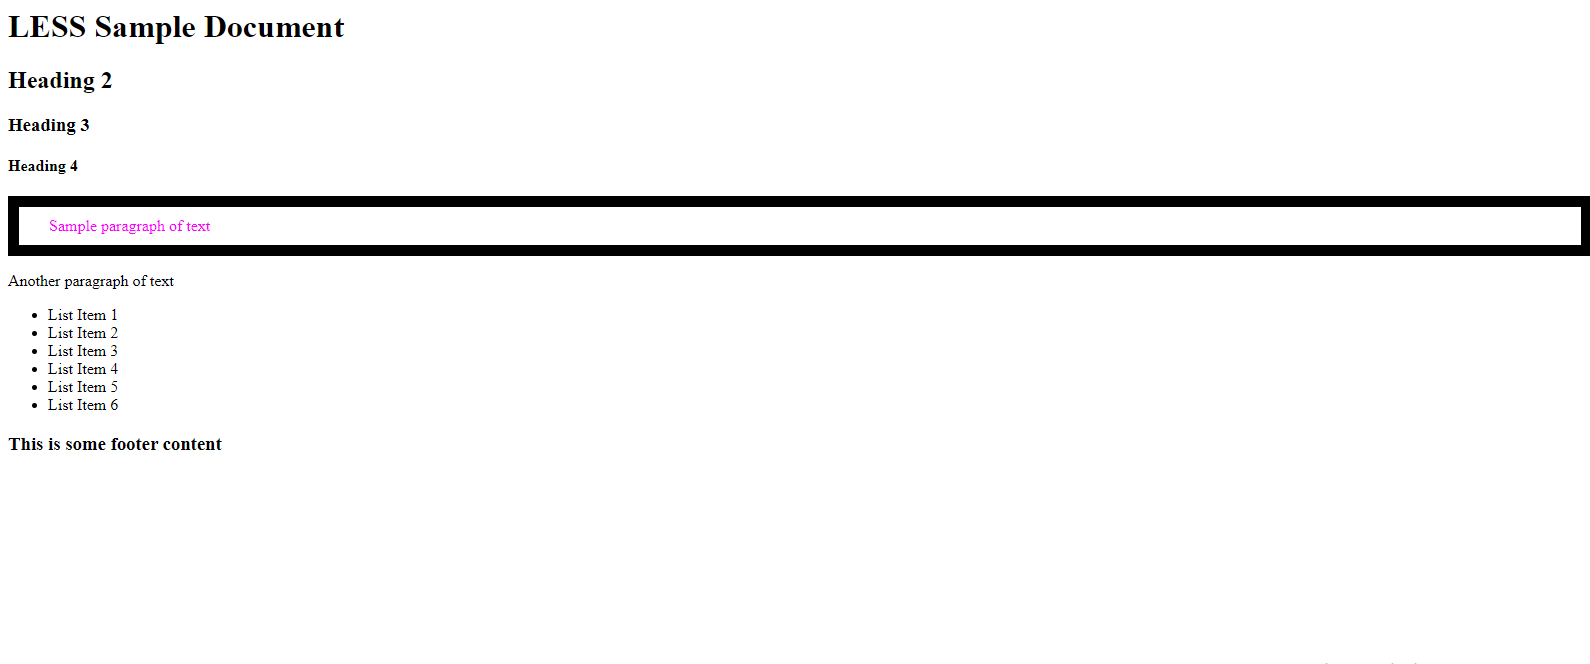 LESS Sample Document
Heading 2
Heading 3
Heading 4
Sample paragraph of text
Another paragraph of text
List Item 1
List Item 2
List Item 3
List Item 4
List Item 5
List Item 6
This is some footer content